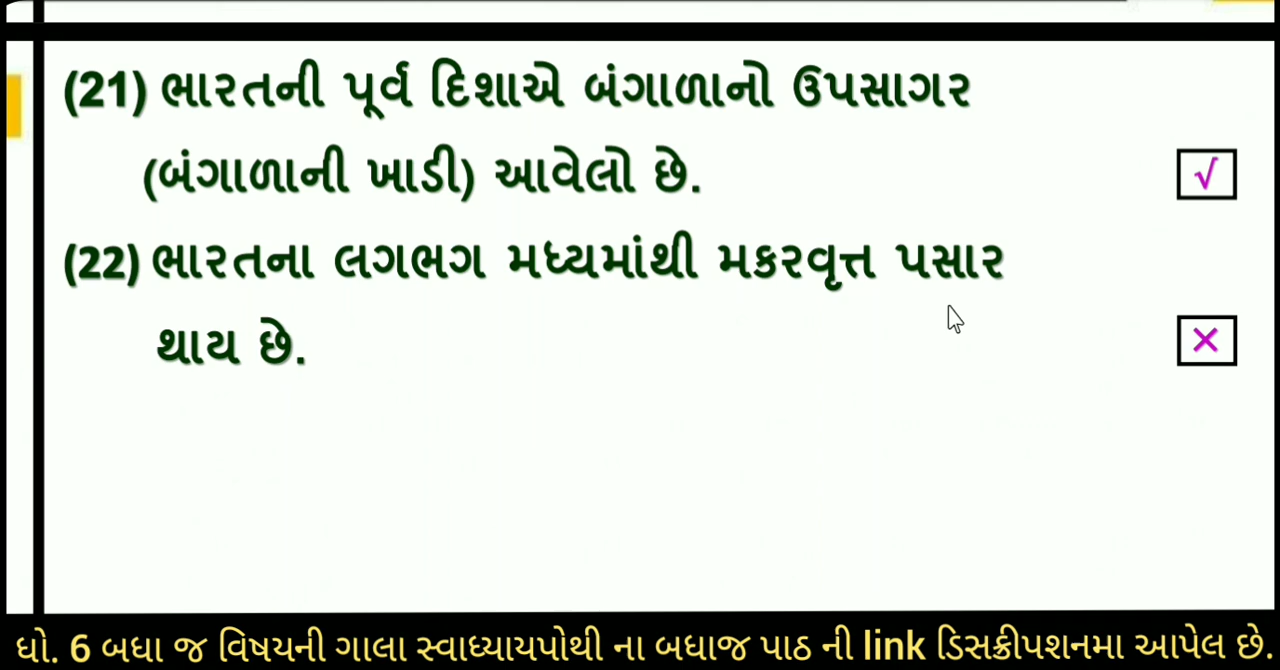 (21) ભારતની પૂર્વ દિશાએ બંગાળાનો ઉપસાગર
(બંગાળાની ખાડી) આવેલો છે. √
(22) ભારતના લગભગ મધ્યમાંથી મકરવૃત્ત પસાર
થાય છે. ×
ધો. 6 બધા જ વિષયની ગાલા સ્વાધ્યાયપોથી ના બધાજ પાઠ ની link ડિસક્રીપશનમા આપેલ છે.